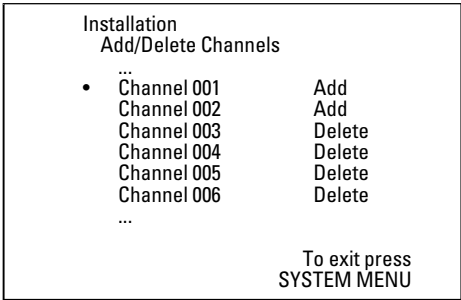 Installation
Add/Delete Channels
...
• Channel 001 Add
Channel 002 Add
Channel 003 Delete
Channel 004 Delete
Channel 005 Delete
Channel 006 Delete
...
To exit press
SYSTEM MENU